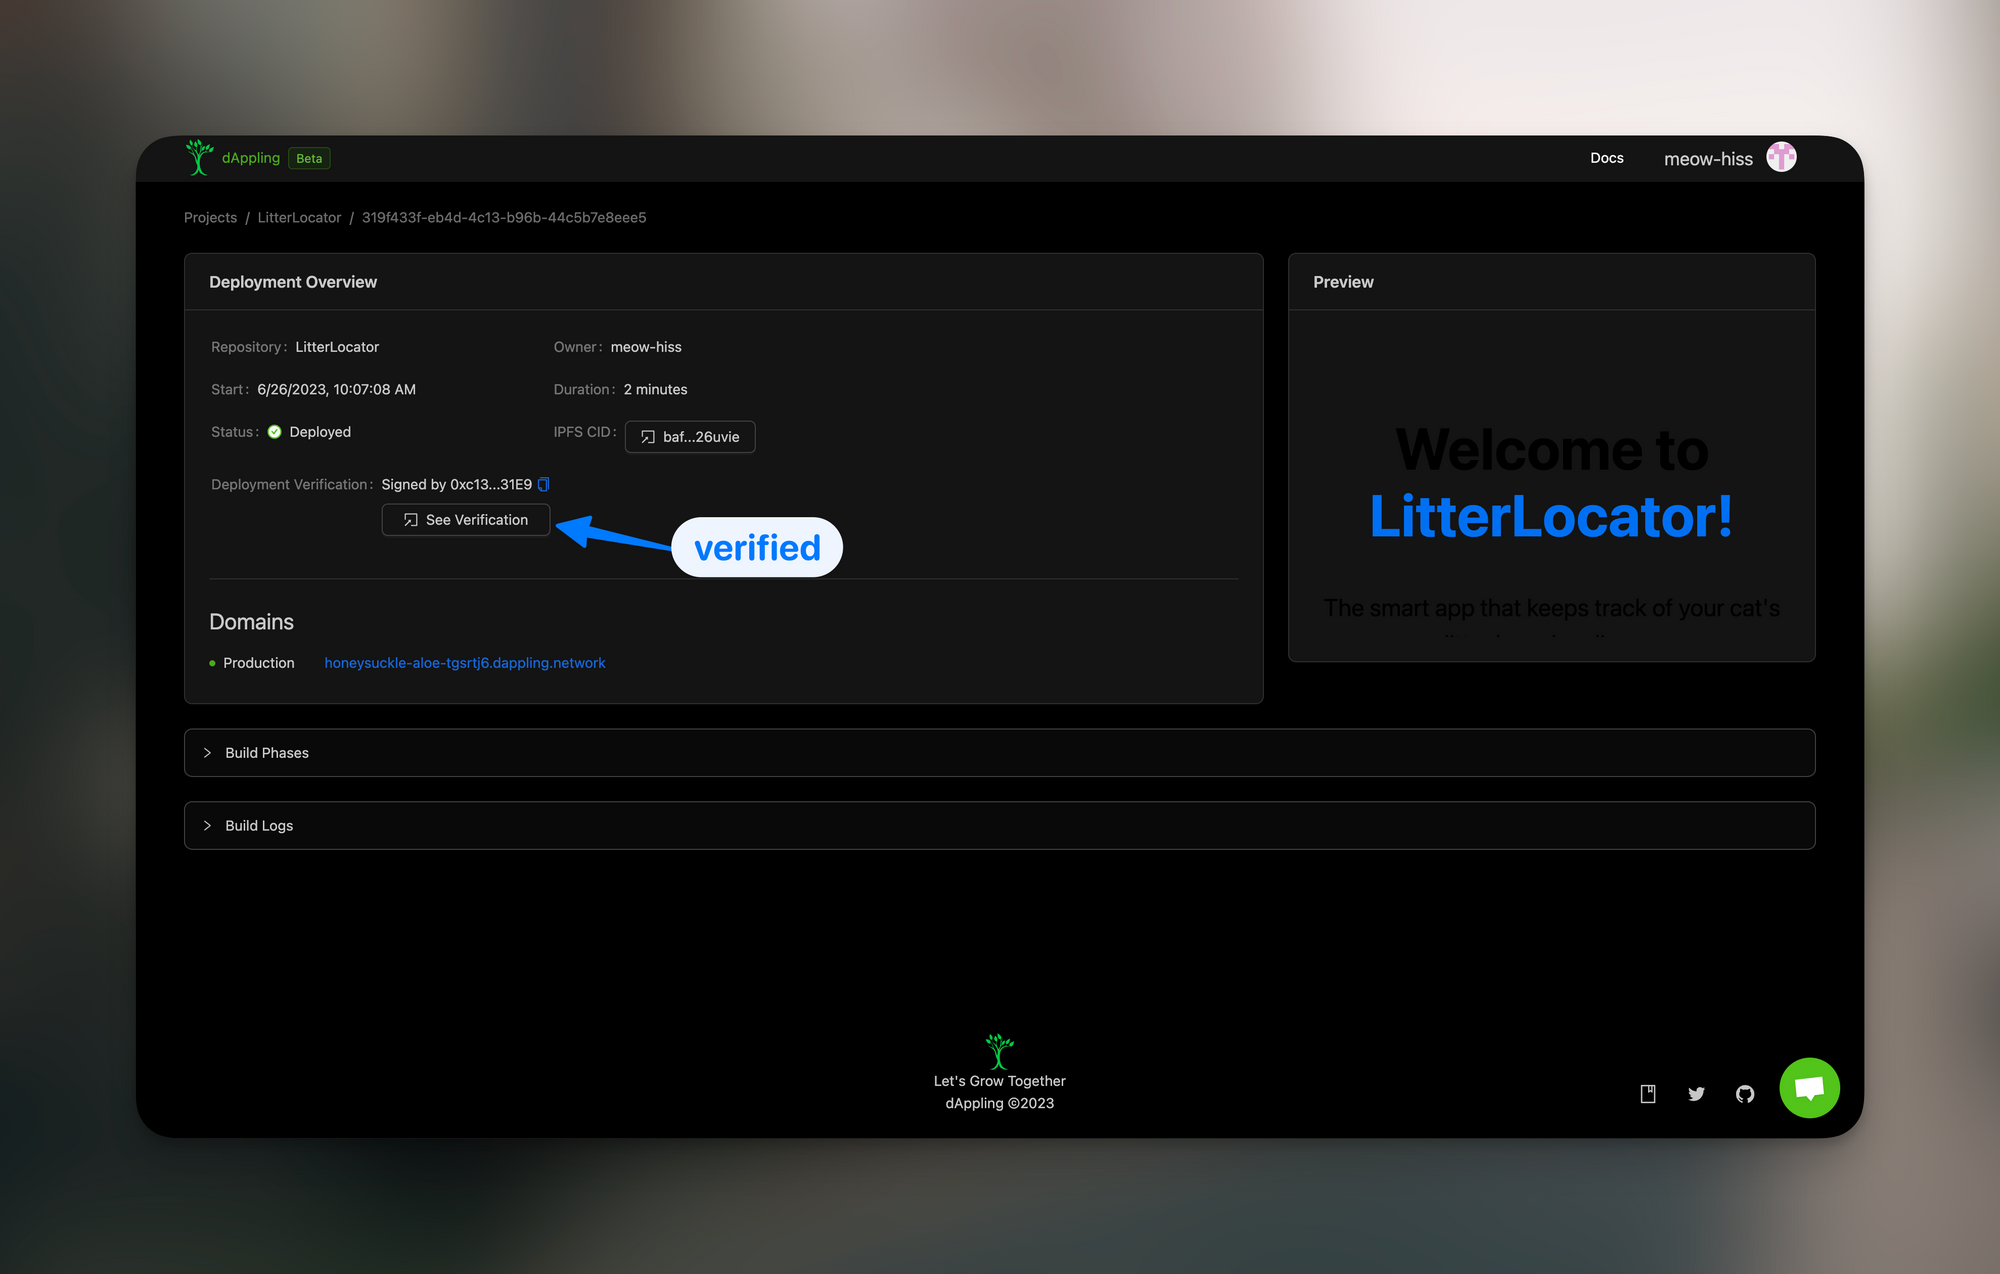 dAppling Beta
Docs meow-hiss
Projects / LitterLocator / 319f433f-eb4d-4c13-b96b-44c5b7e8eee5
Deployment Overview
Repository: LitterLocator
Owner: meow-hiss
Start: 6/26/2023, 10:07:08 AM
Duration: 2 minutes
Status: Deployed
IPFS CID: baf...26uvie
Deployment Verification: Signed by 0xc13...31E9
See Verification
verified
Domains
Production honeysuckle-aloe-tgsrtj6.dappling.network
Preview
Welcome to
LitterLocator!
The smart app that keeps track of your cat's
Build Phases
Build Logs
Let's Grow Together
dAppling ©2023